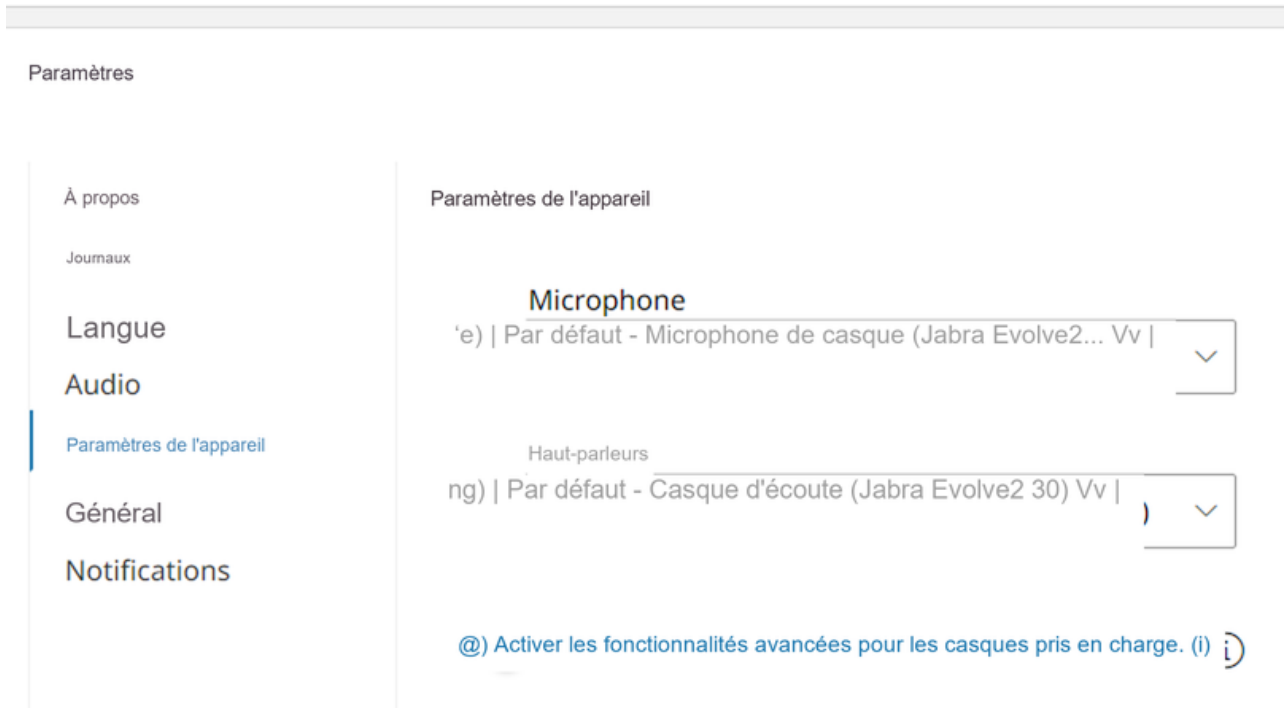 Paramètres
À propos
Journaux
Langue
Audio
Paramètres de l'appareil
Général
Notifications
Paramètres de l'appareil
Microphone
‘e) | Par défaut - Microphone de casque (Jabra Evolve2... Vv |
Haut-parleurs
ng) | Par défaut - Casque d'écoute (Jabra Evolve2 30) Vv |
)
@) Activer les fonctionnalités avancées pour les casques pris en charge. (i)
i